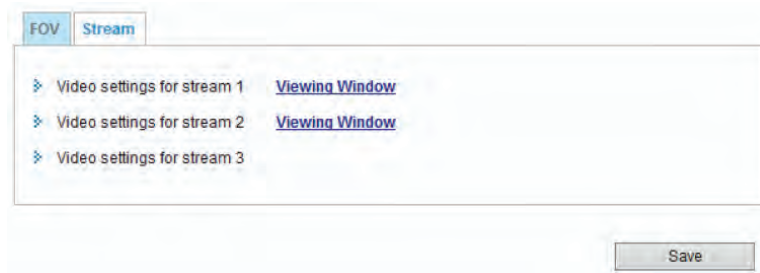 FOV Stream
Video settings for stream 1 Viewing Window
Video settings for stream 2 Viewing Window
Video settings for stream 3
Save